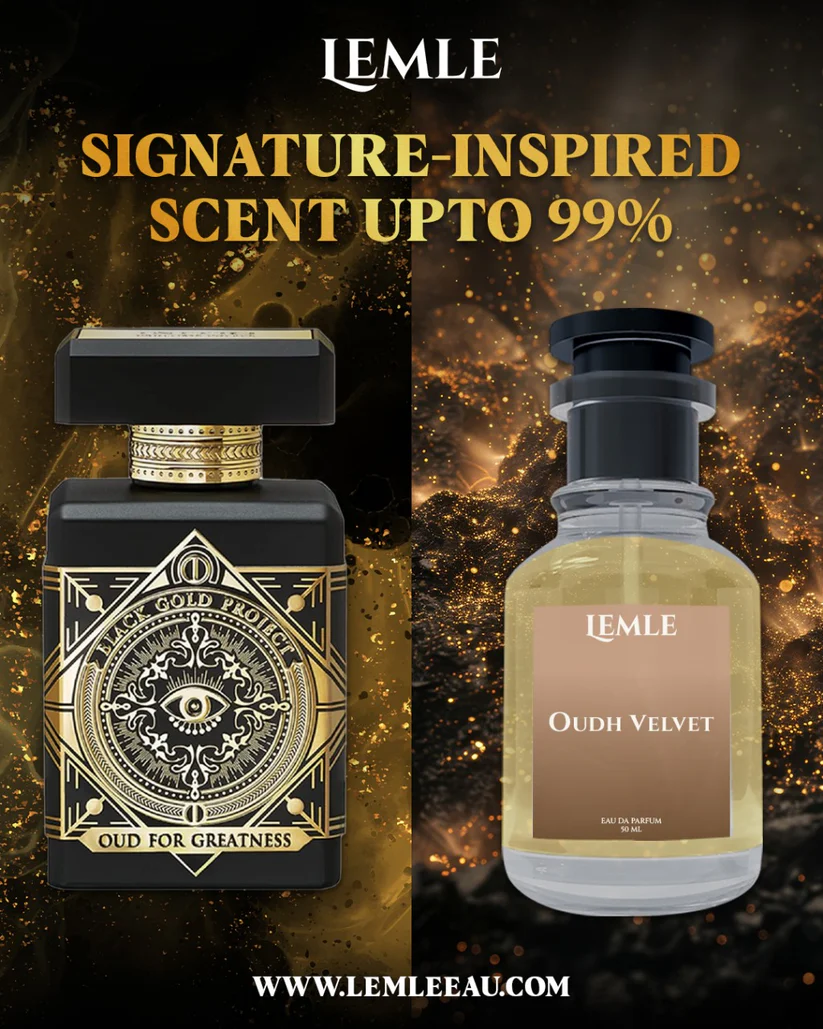 LEMLE
SIGNATURE-INSPIRED
SCENT UPTO 99%
BLACK GOLD PROJECT
OUD FOR GREATNESS
LEMLE
OUDH VELVET
EAU DA PARFUM
50 ML
WWW.LEMLEEAU.COM